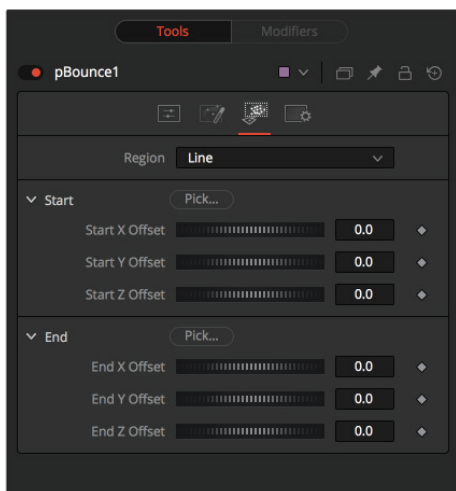 Tools Modifiers
pBounce1
Region Line
Start Pick...
Start X Offset 0.0
Start Y Offset 0.0
Start Z Offset 0.0
End Pick...
End X Offset 0.0
End Y Offset 0.0
End Z Offset 0.0